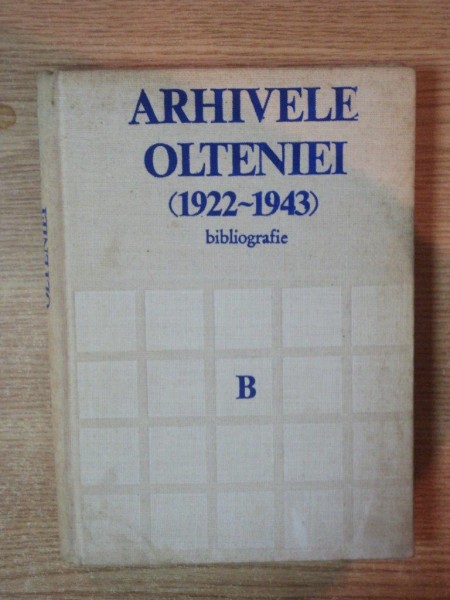 ARHIVELE
OLTENIEI
(1922~1943)
bibliografie
B
OLTENIEI